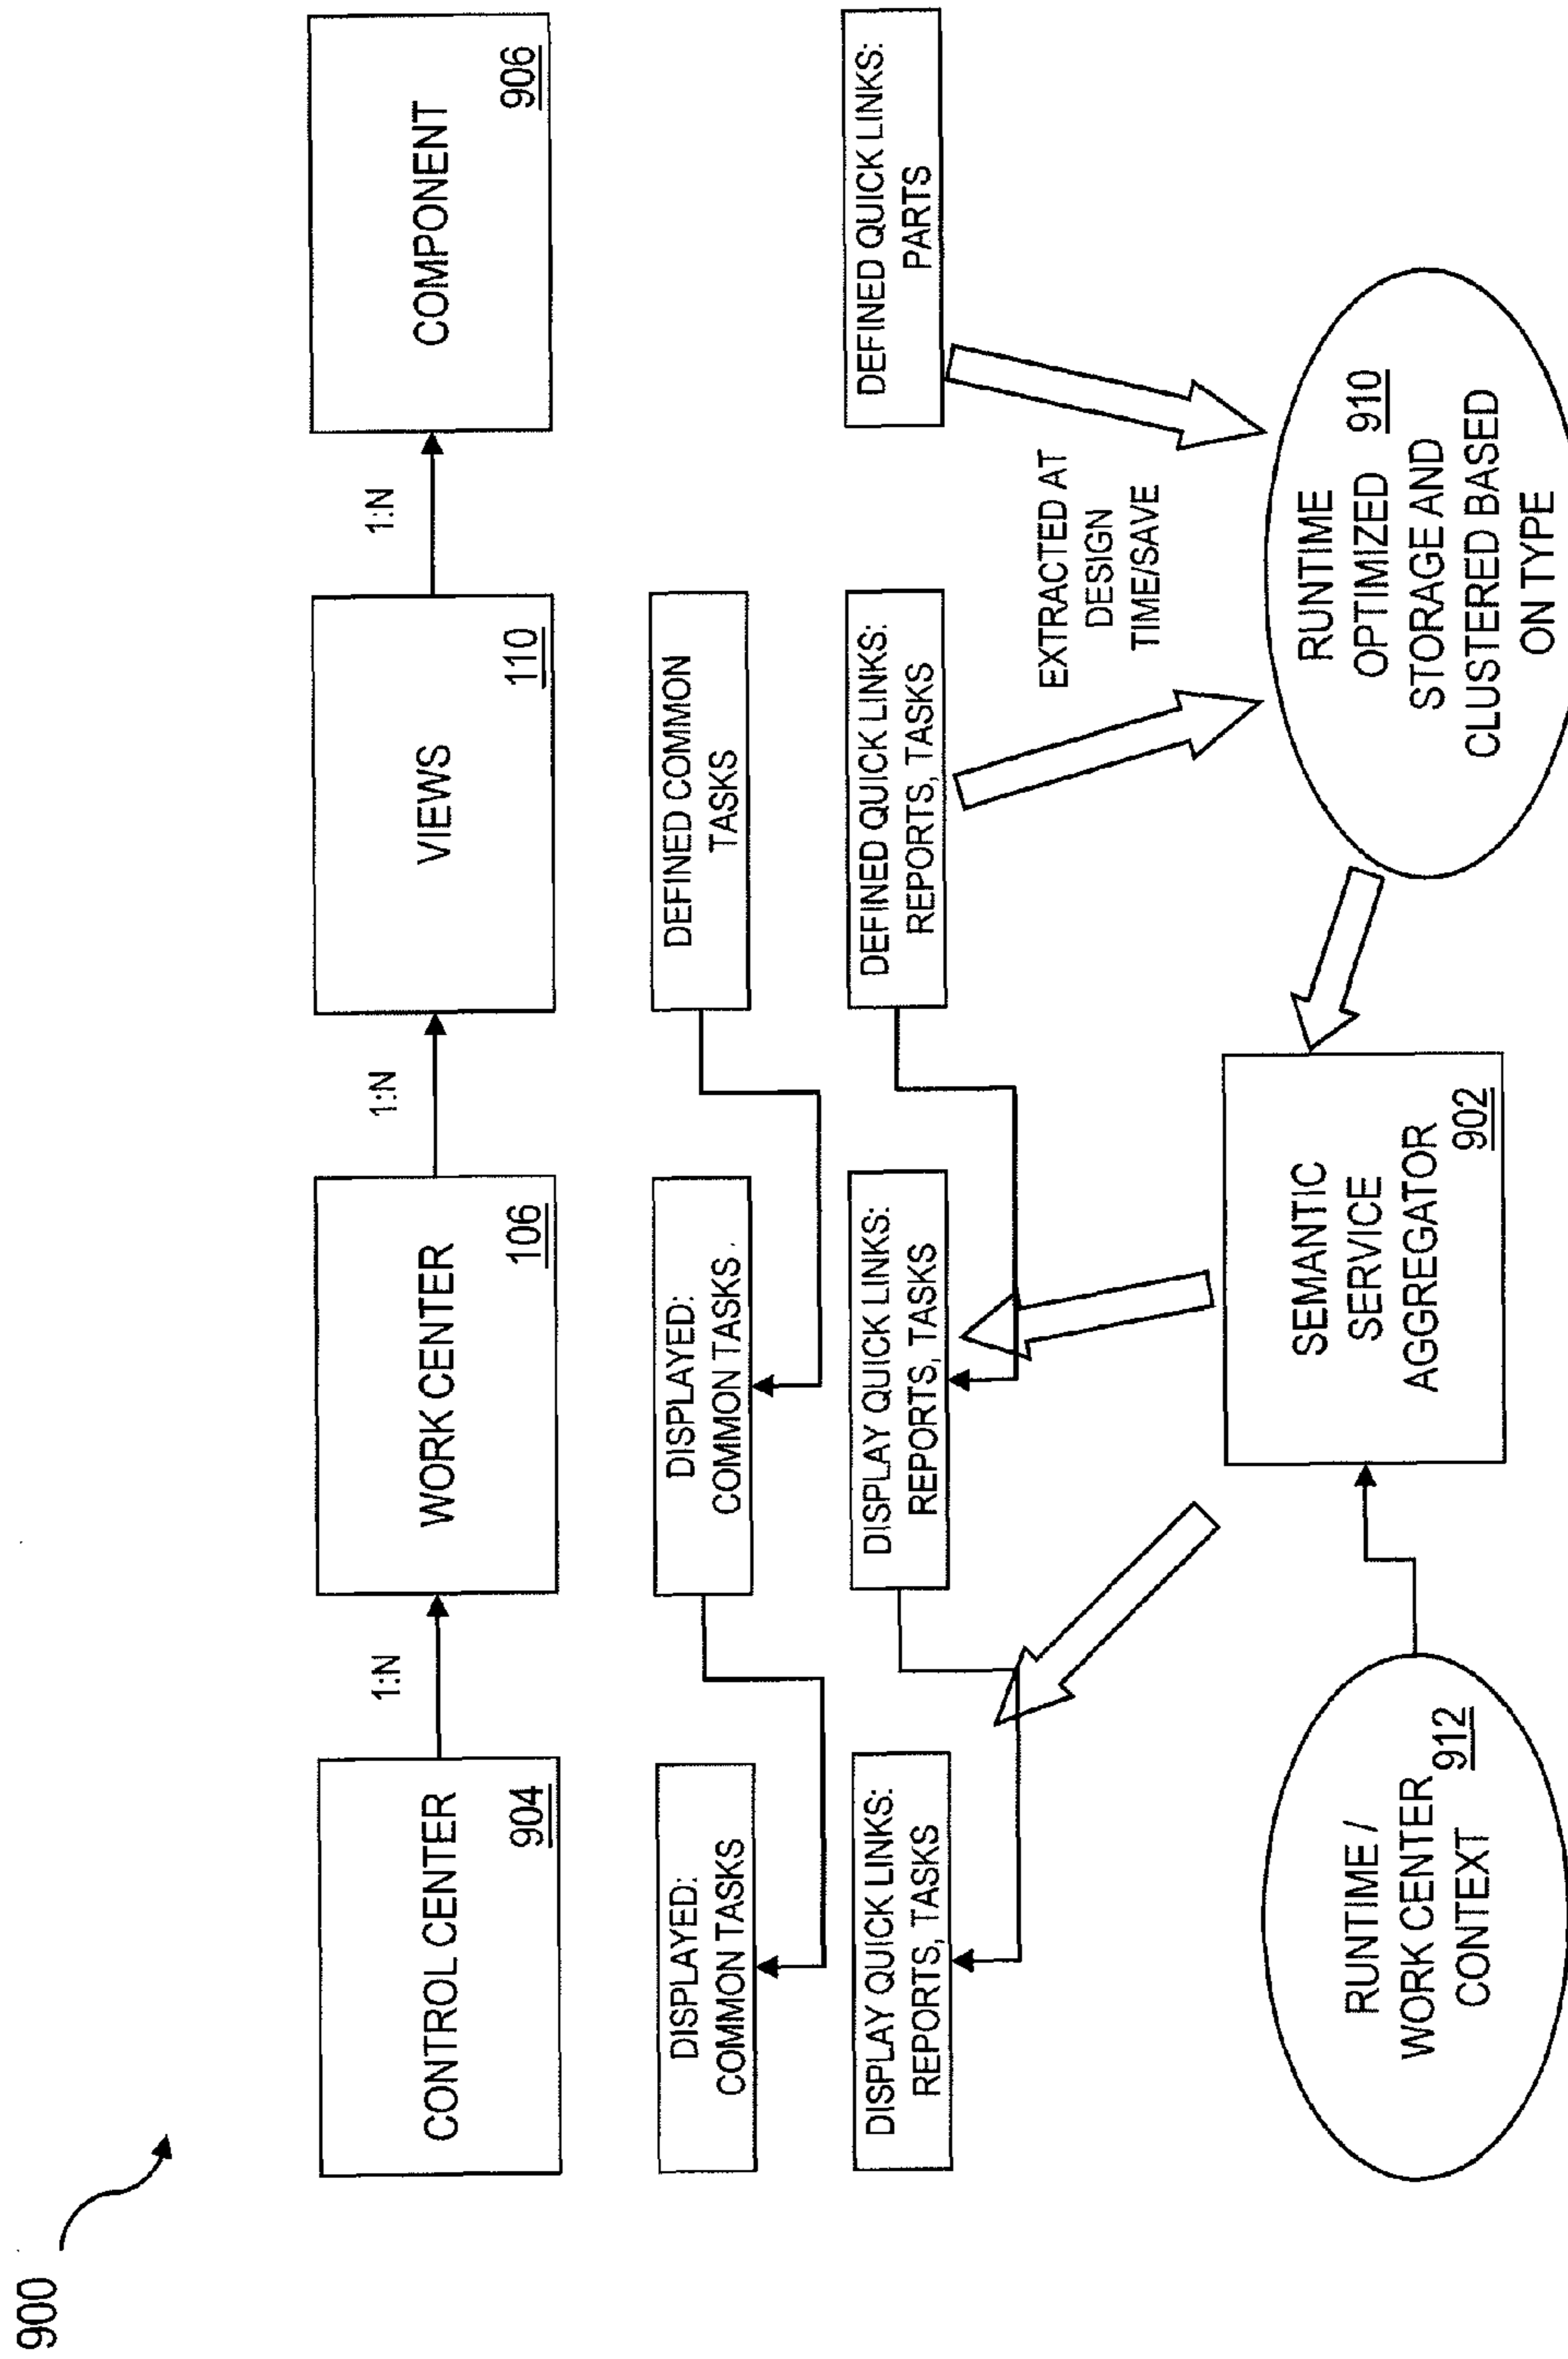 900
CONTROL CENTER
904
1:N
WORK CENTER
106
1:N
VIEWS
110
1:N
COMPONENT
906
DISPLAYED:
COMMON TASKS
DISPLAYED:
COMMON TASKS.
DEFINED COMMON
TASKS
DISPLAY QUICK LINKS:
REPORTS, TASKS
DISPLAY QUICK LINKS:
REPORTS, TASKS
DEFINED QUICK LINKS:
REPORTS, TASKS
DEFINED QUICK LINKS:
PARTS
EXTRACTED AT
DESIGN
TIME/SAVE
RUNTIME /
WORK CENTER
912
CONTEXT
SEMANTIC
SERVICE
AGGREGATOR
902
RUNTIME
OPTIMIZED 910
STORAGE AND
CLUSTERED BASED
ON TYPE